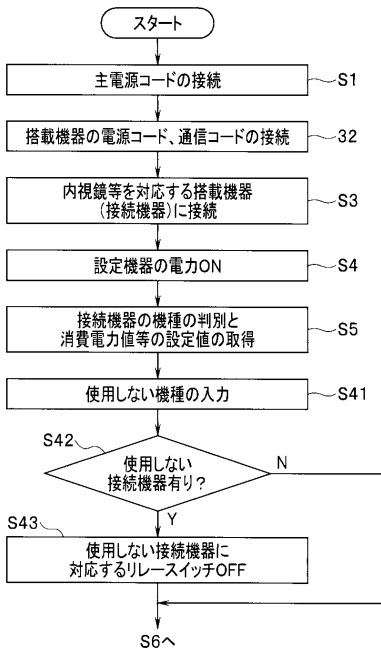 スタート
主電源コードの接続
S1
搭載機器の電源コード、通信コードの接続
32
内視鏡等を対応する搭載機器
(接続機器)に接続
S3
設定機器の電力ON
S4
接続機器の機種の判別と
消費電力値等の設定値の取得
S5
使用しない機種の入力
S41
S42
使用しない
接続機器有り?
N
Y
S43
使用しない接続機器に
対応するリレースイッチOFF
S6へ